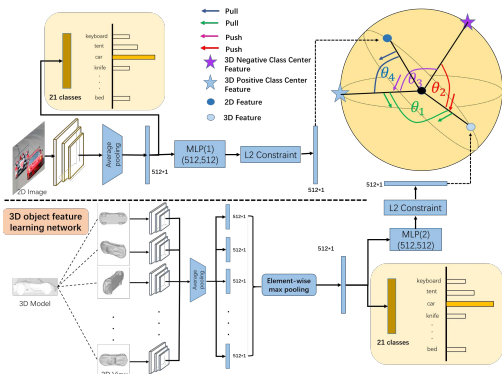 keyboard
tent
car
knife
bed
21 classes
Pull
Pull
Push
Push
3D Negative Class Center
Feature
3D Positive Class Center
Feature
2D Feature
3D Feature
θ4
θ3
θ2
θ1
2D Image
Average
pooling
512*1
MLP(1)
(512,512)
L2 Constraint
512*1
512*1
L2 Constraint
MLP(2)
(512,512)
3D object feature
learning network
3D Model
Average
pooling
512*1
512*1
512*1
512*1
Element-wise
max pooling
512*1
keyboard
tent
car
knife
bed
21 classes
3D View